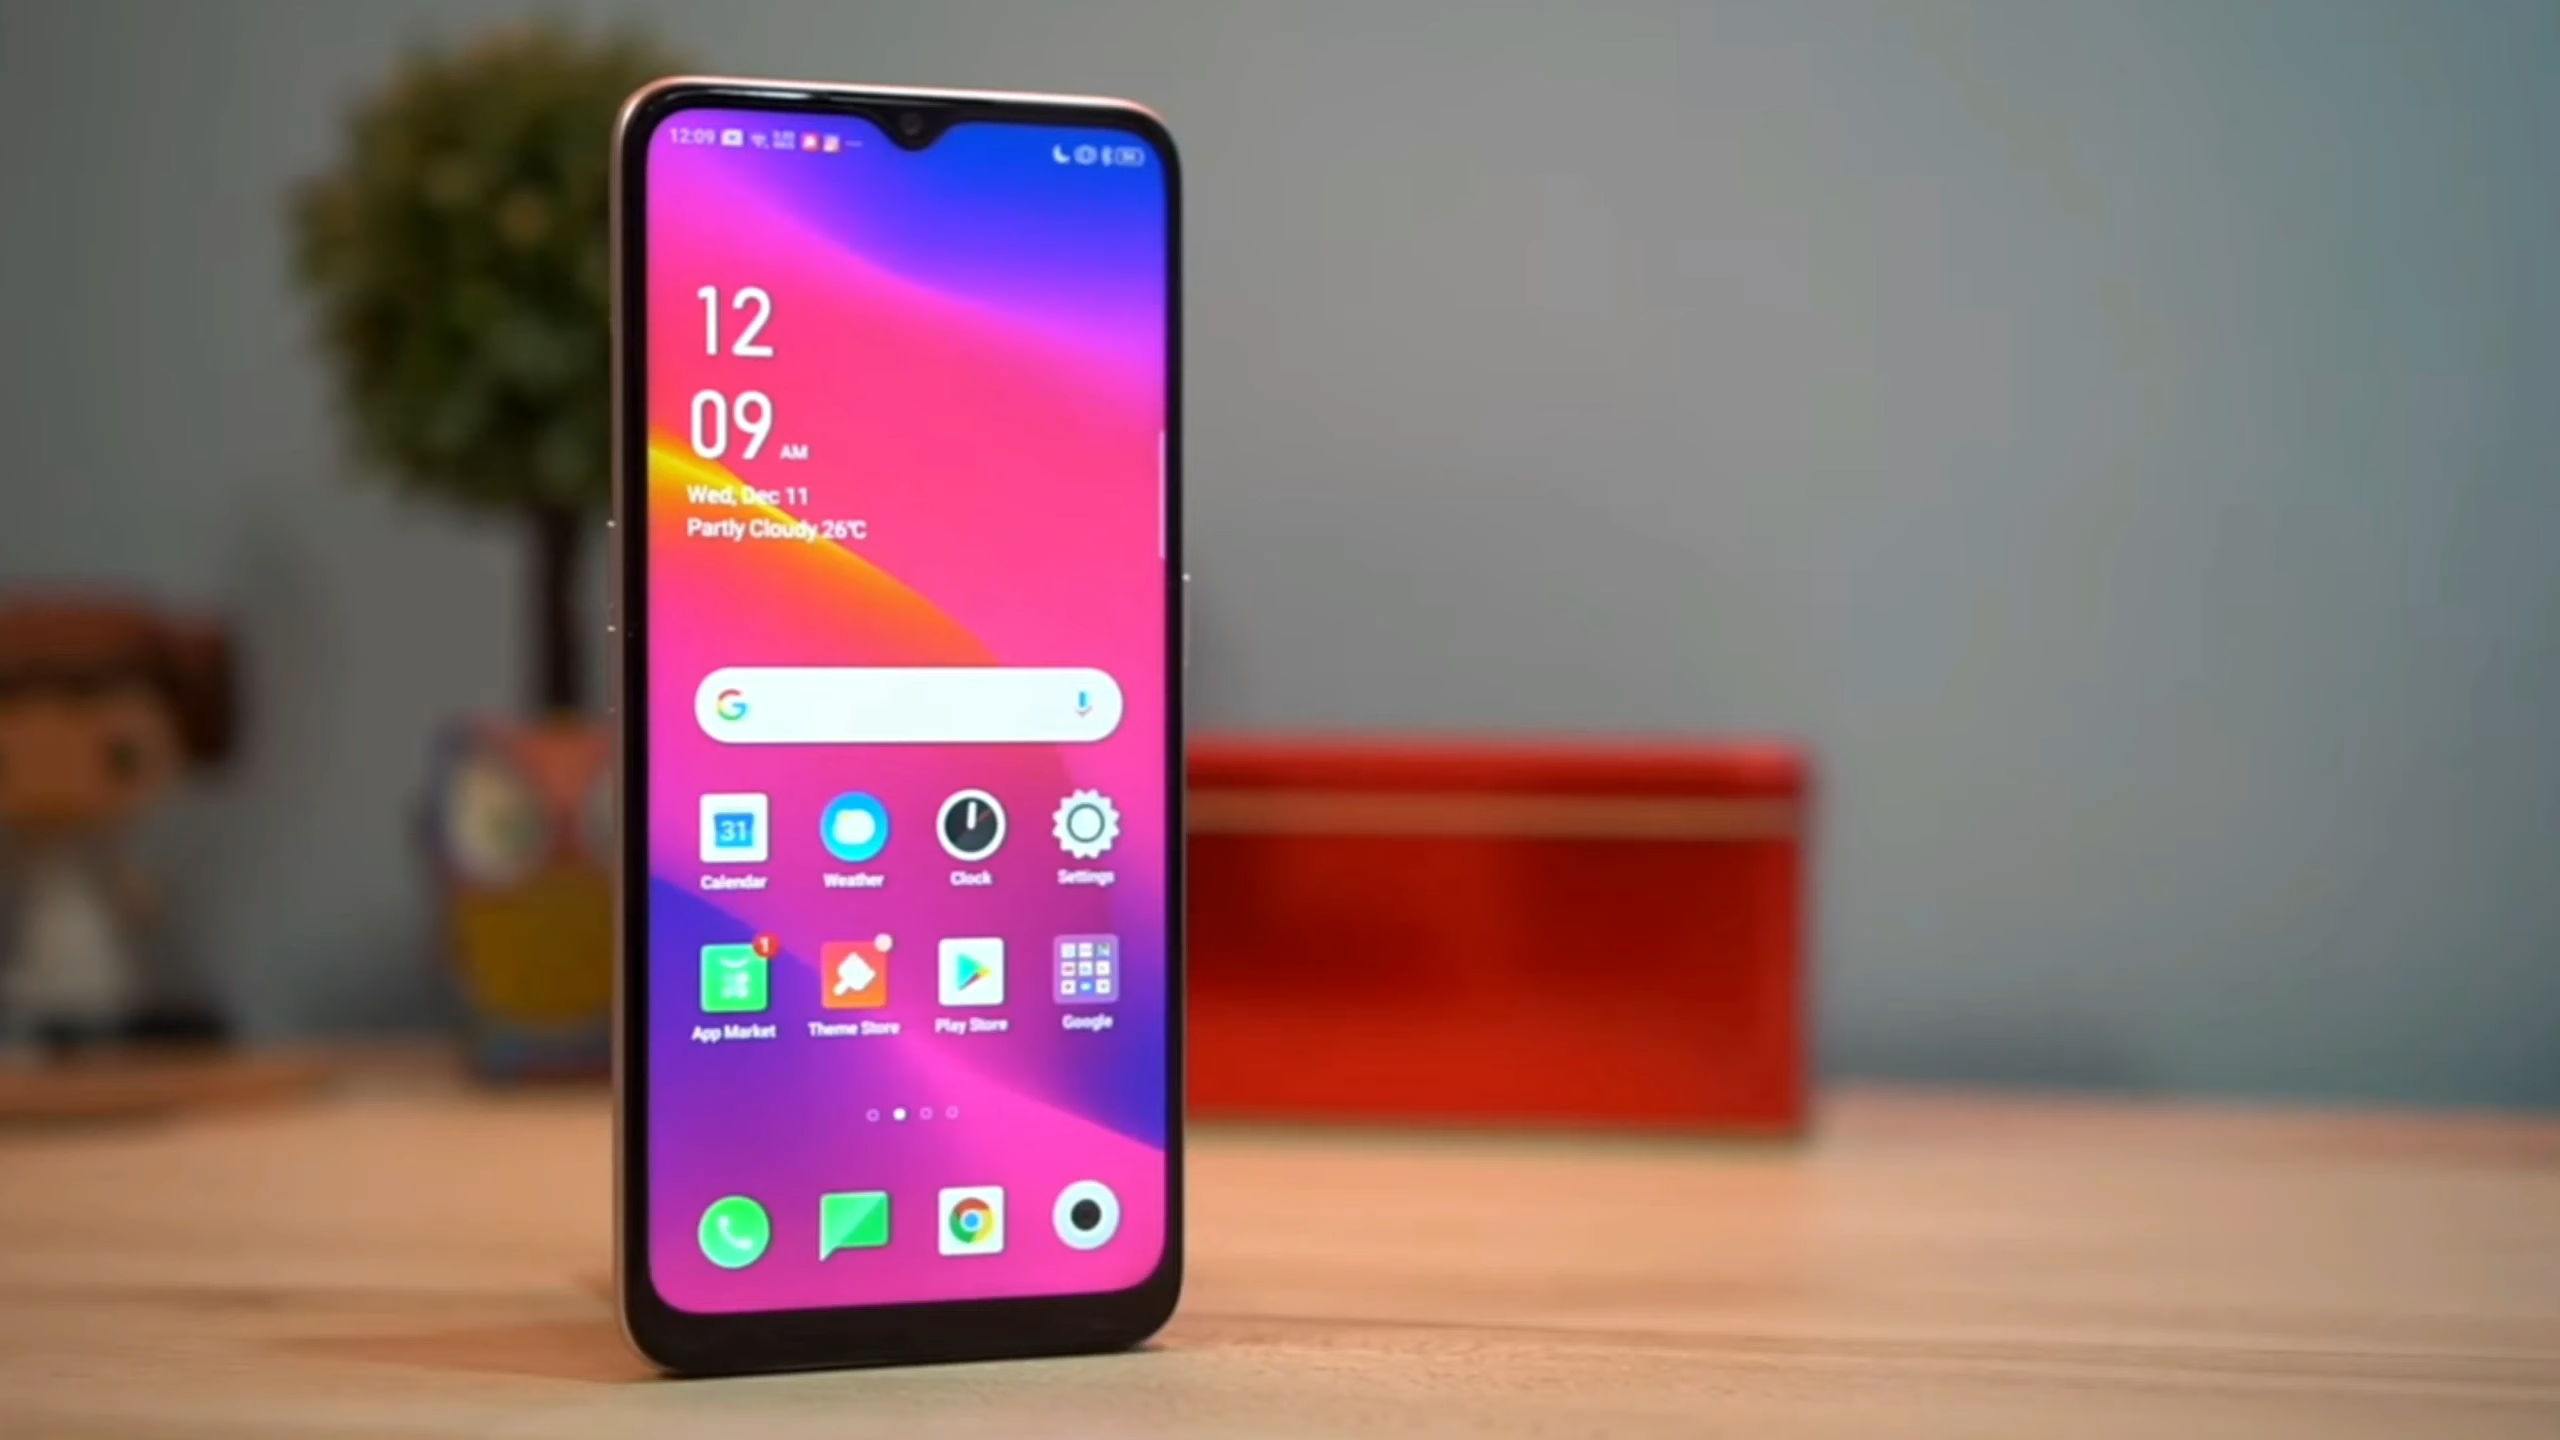 12:09
12
09 AM
Wed, Dec 11
Partly Cloudy 26℃
G
31
Calendar Weather Clock Settings
1
App Market Theme Store Play Store Google